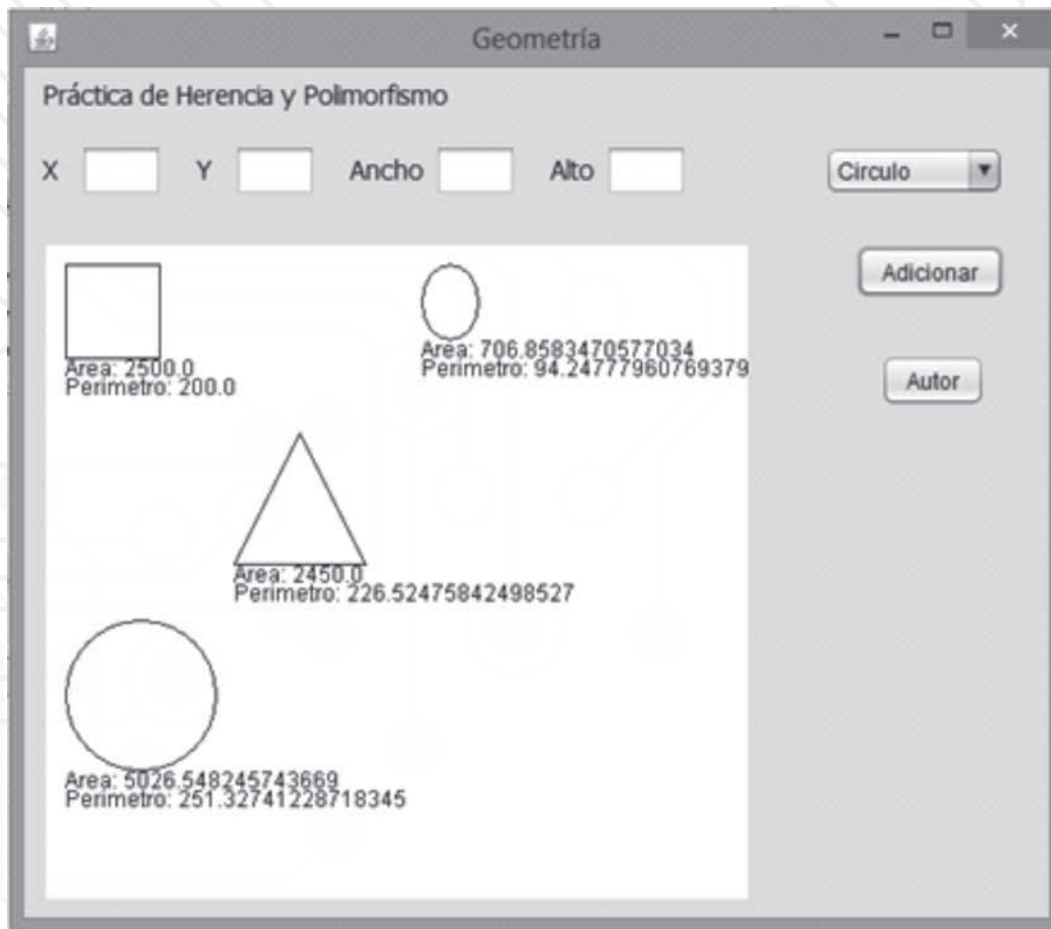 Geometría
Práctica de Herencia y Polimorfismo
X Y Ancho Alto Circulo
Adicionar
Area: 2500.0
Perimetro: 200.0
Area: 706.8583470577034
Perimetro: 94.24777960769379
Autor
Area: 2450.0
Perimetro: 226.52475842498527
Area: 5026.548245743669
Perimetro: 251.32741228718345